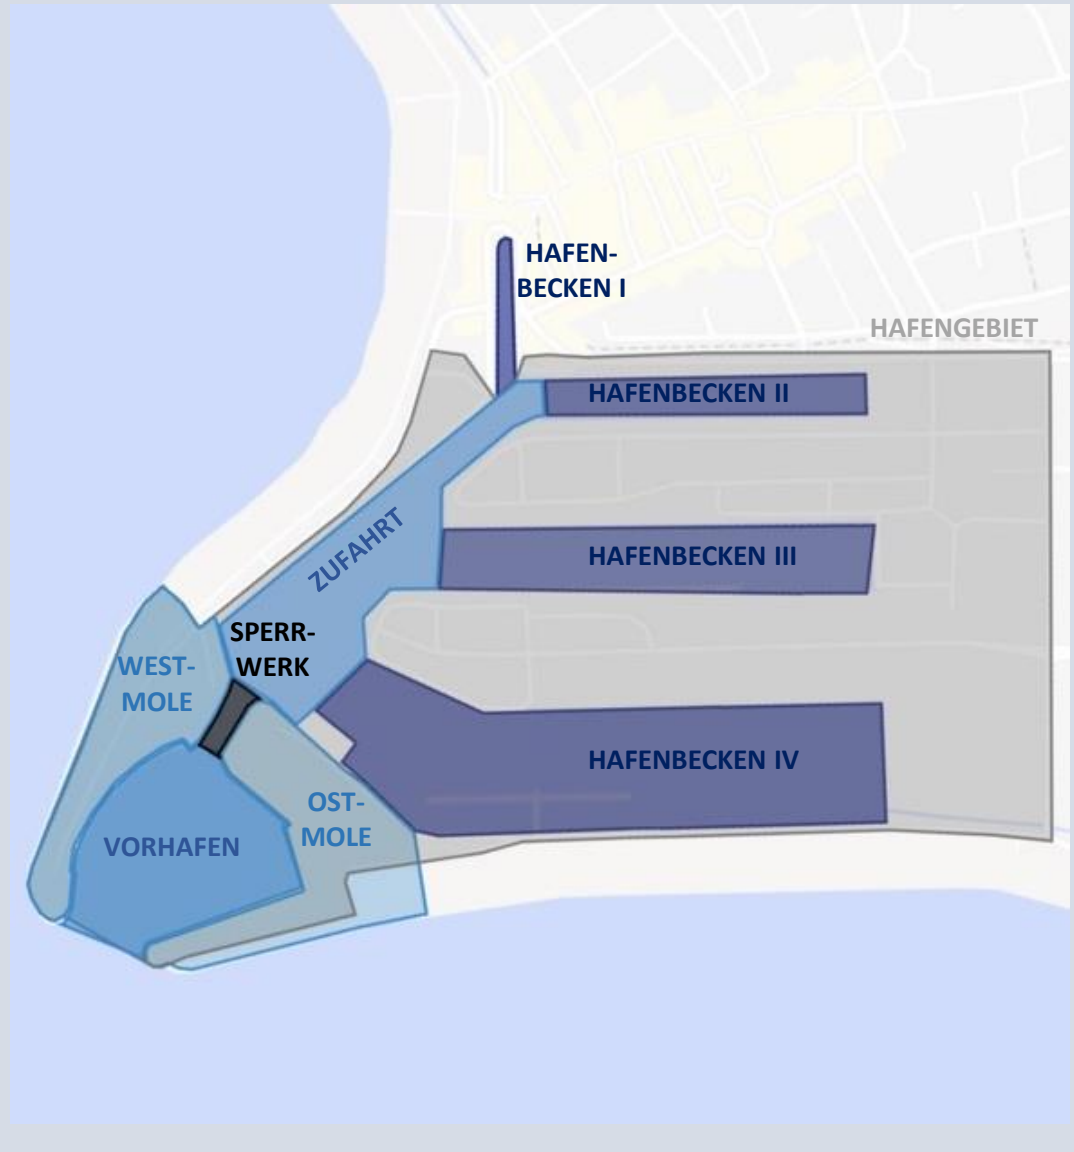 HAFEN-
BECKEN I
HAFENGEBIET
HAFENBECKEN II
ZUFAHRT
HAFENBECKEN III
SPERR-
WERK
WEST-
MOLE
HAFENBECKEN IV
OST-
MOLE
VORHAFEN